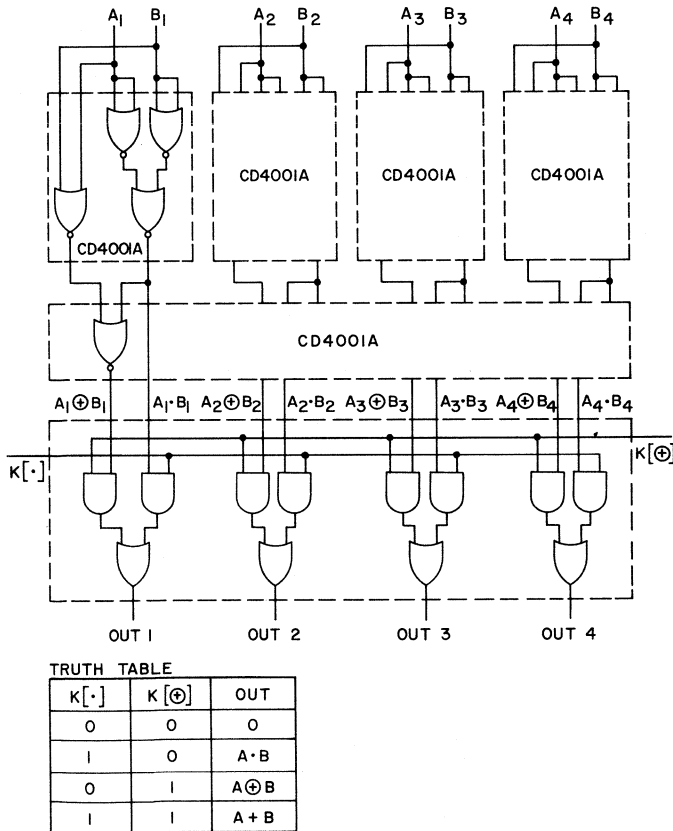 A1 B1 A2 B2 A3 B3 A4 B4
CD4001A CD4001A CD4001A
CD4001A
CD4001A
A1⊕B1 A1·B1 A2⊕B2 A2·B2 A3⊕B3 A3·B3 A4⊕B4 A4·B4
K[·] K[⊕]
OUT 1 OUT 2 OUT 3 OUT 4
TRUTH TABLE
K[·] K[⊕] OUT
0 0 0
1 0 A·B
0 1 A⊕B
1 1 A+B